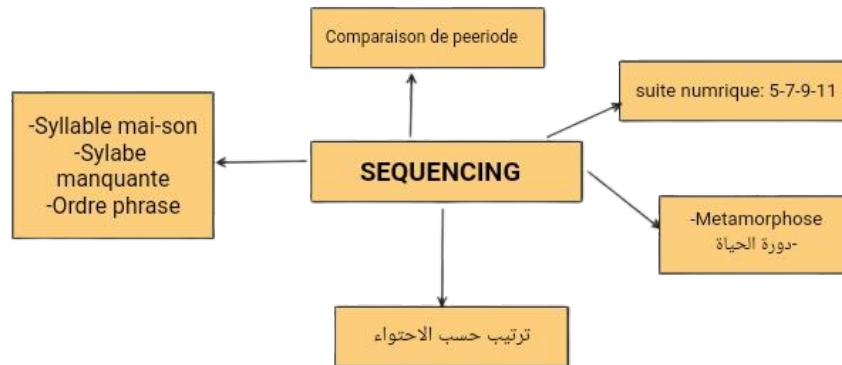 Comparaison de peeriode
suite numrique: 5-7-9-11
-Syllable mai-son
-Sylabe
manquante
-Ordre phrase
SEQUENCING
-Metamorphose
-دورة الحياة
ترتيب حسب الاحتواء